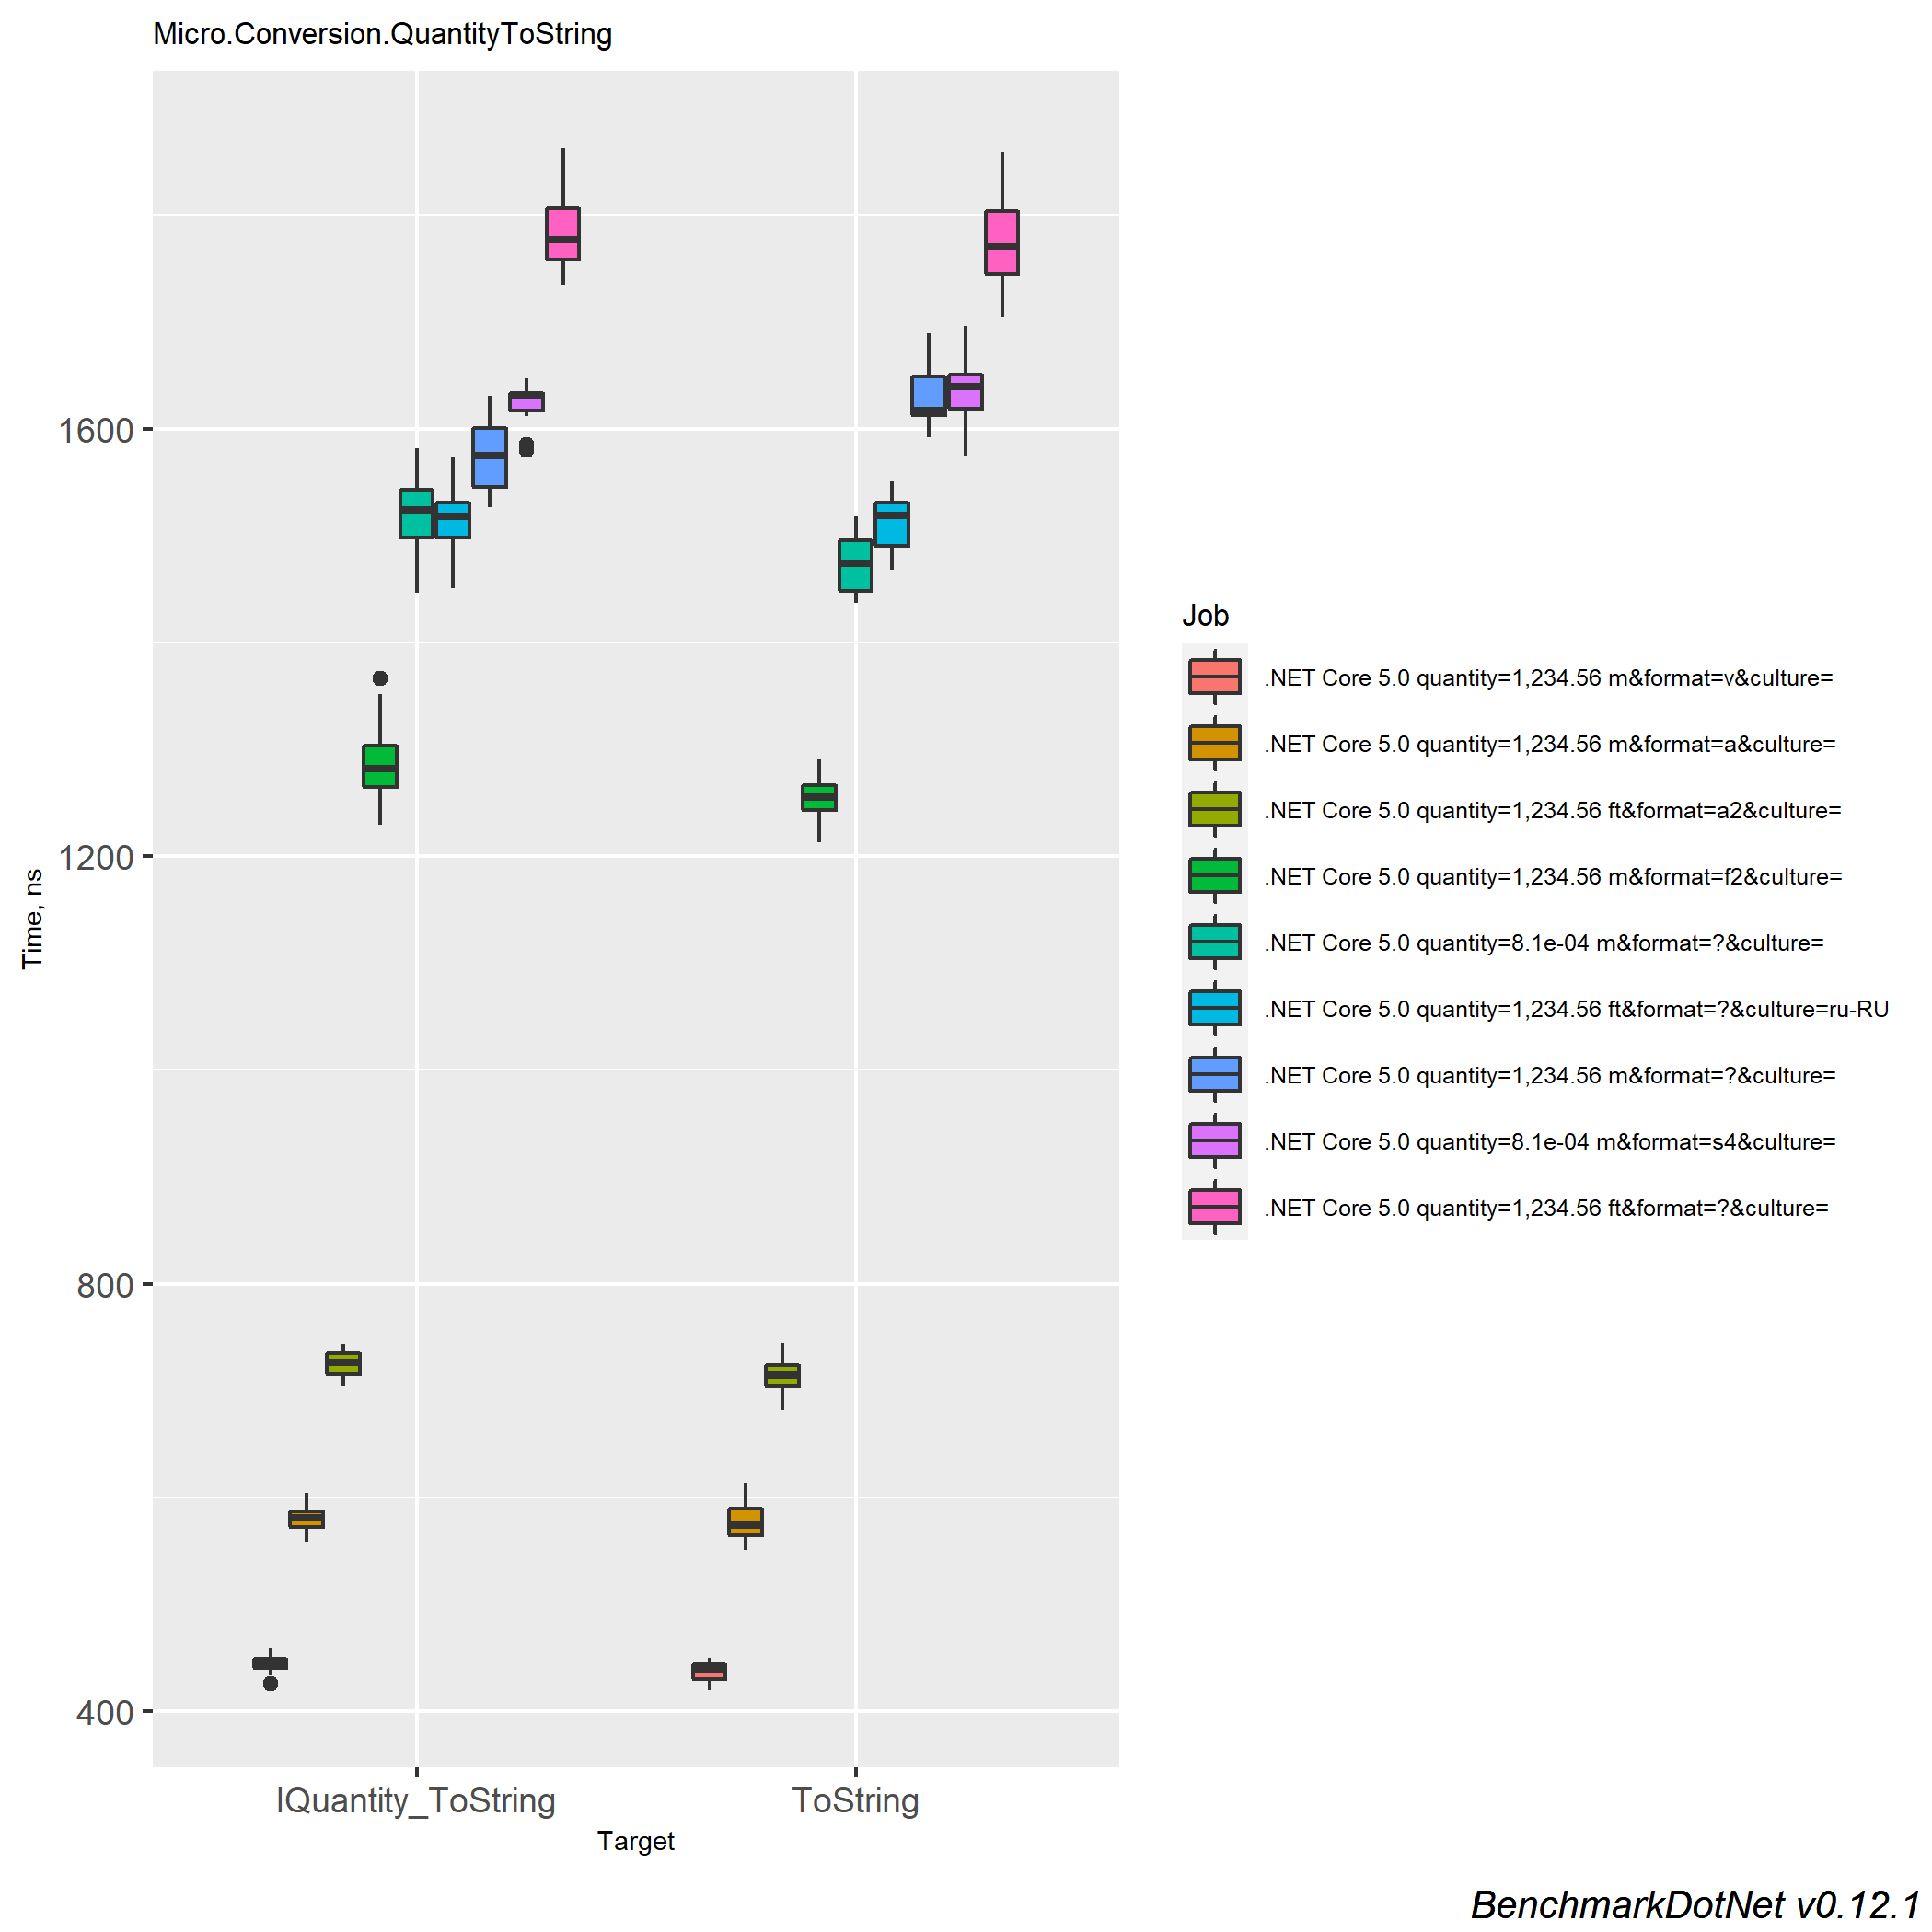 Micro.Conversion.QuantityToString
1600
1200
800
400
Time, ns
IQuantity_ToString
ToString
Target
Job
.NET Core 5.0 quantity=1,234.56 m&format=v&culture=
.NET Core 5.0 quantity=1,234.56 m&format=a&culture=
.NET Core 5.0 quantity=1,234.56 ft&format=a2&culture=
.NET Core 5.0 quantity=1,234.56 m&format=f2&culture=
.NET Core 5.0 quantity=8.1e-04 m&format=?&culture=
.NET Core 5.0 quantity=1,234.56 ft&format=?&culture=ru-RU
.NET Core 5.0 quantity=1,234.56 m&format=?&culture=
.NET Core 5.0 quantity=8.1e-04 m&format=s4&culture=
.NET Core 5.0 quantity=1,234.56 ft&format=?&culture=
BenchmarkDotNet v0.12.1